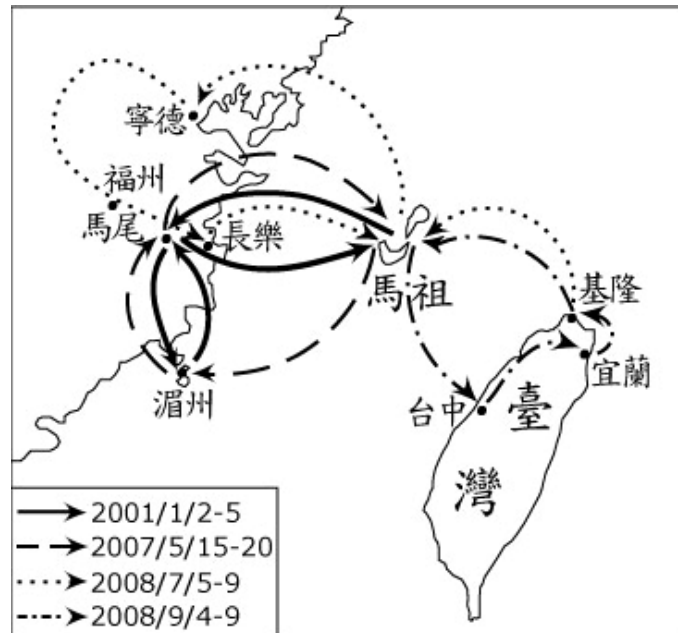 寧德
福州
馬尾
長樂
馬祖
基隆
宜蘭
湄州
台中
臺
灣
2001/1/2-5
2007/5/15-20
2008/7/5-9
2008/9/4-9